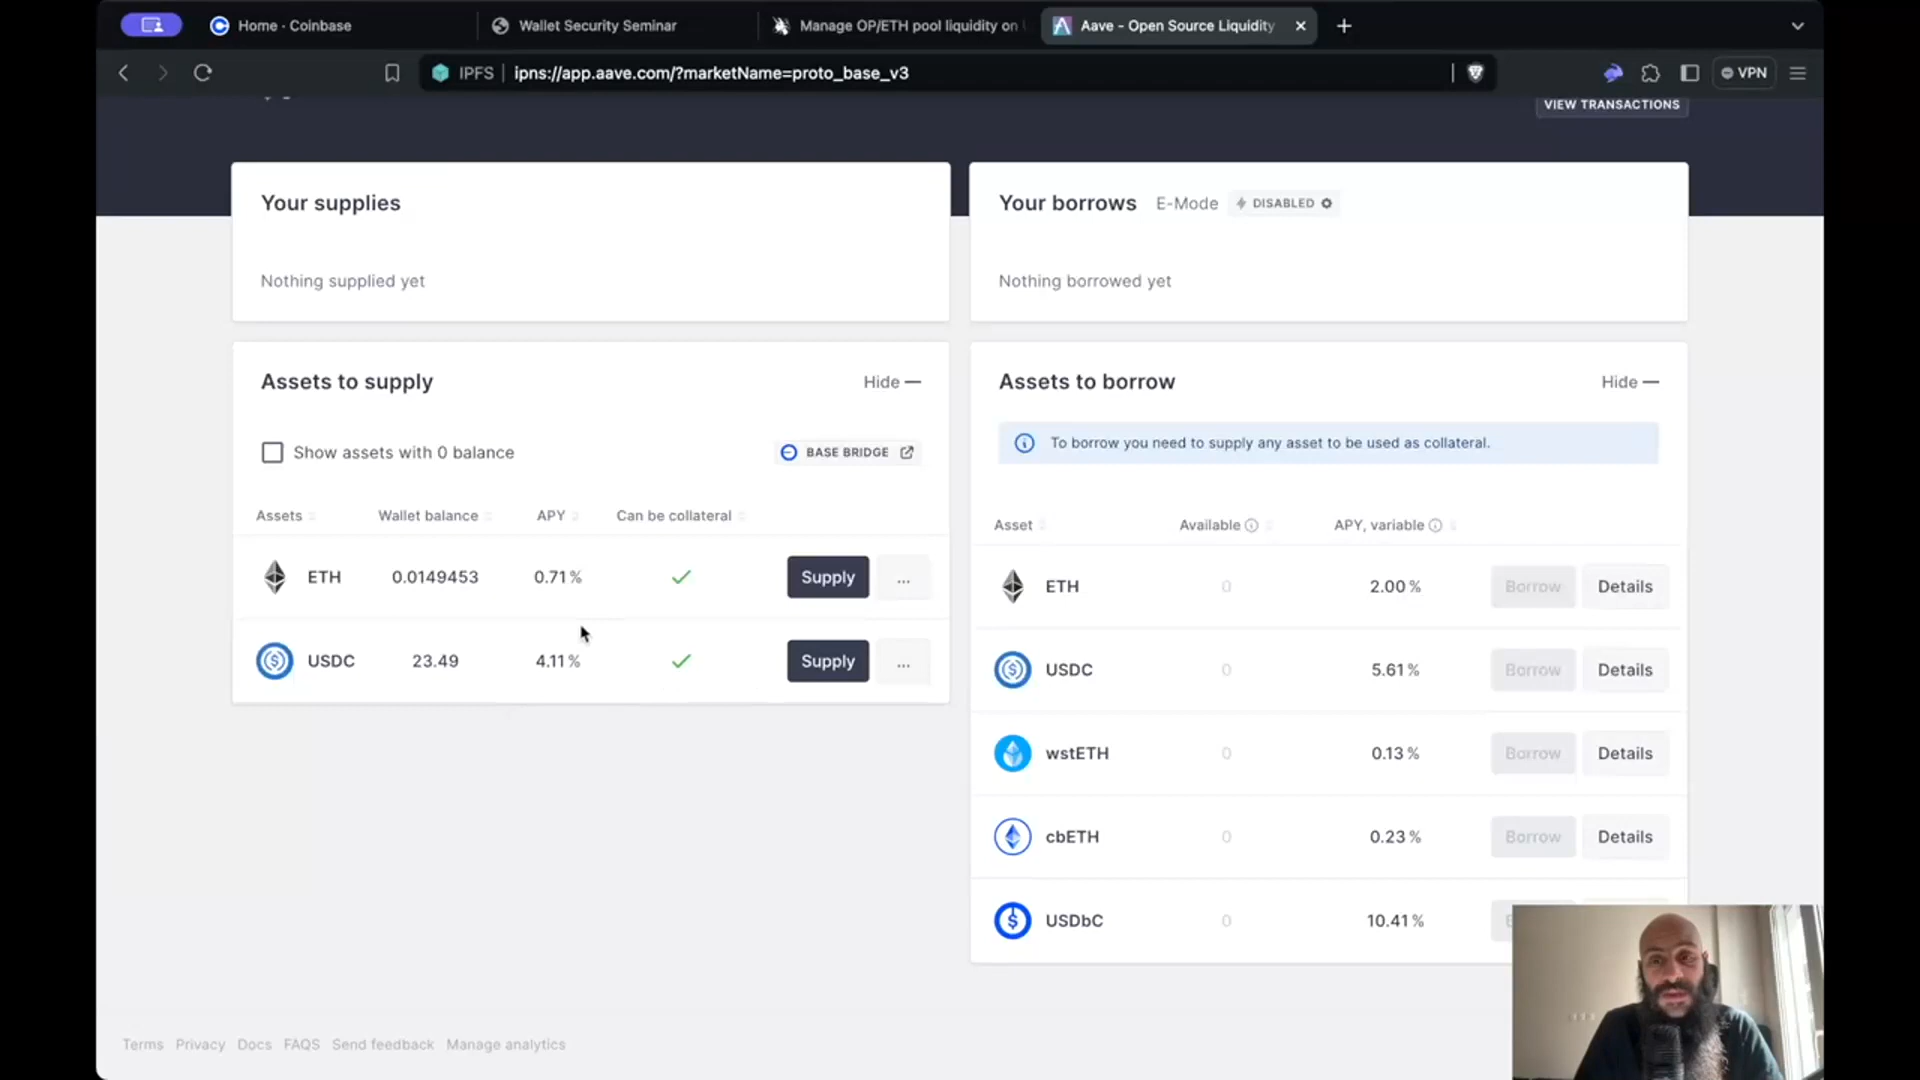 Home - Coinbase
Wallet Security Seminar
Manage OP/ETH pool liquidity on
Aave - Open Source Liquidity
IPFS
ipns://app.aave.com/?marketName=proto_base_v3
VPN
VIEW TRANSACTIONS
Your supplies
Nothing supplied yet
Your borrows E-Mode DISABLED
Nothing borrowed yet
Assets to supply
Hide
Show assets with 0 balance
BASE BRIDGE
Assets Wallet balance APY Can be collateral
ETH 0.0149453 0.71% Supply ...
USDC 23.49 4.11% Supply ...
Assets to borrow
Hide
To borrow you need to supply any asset to be used as collateral.
Asset Available APY, variable
ETH 0 2.00% Borrow Details
USDC 0 5.61% Borrow Details
wstETH 0 0.13% Borrow Details
cbETH 0 0.23% Borrow Details
USDbC 0 10.41%
Terms Privacy Docs FAQS Send feedback Manage analytics